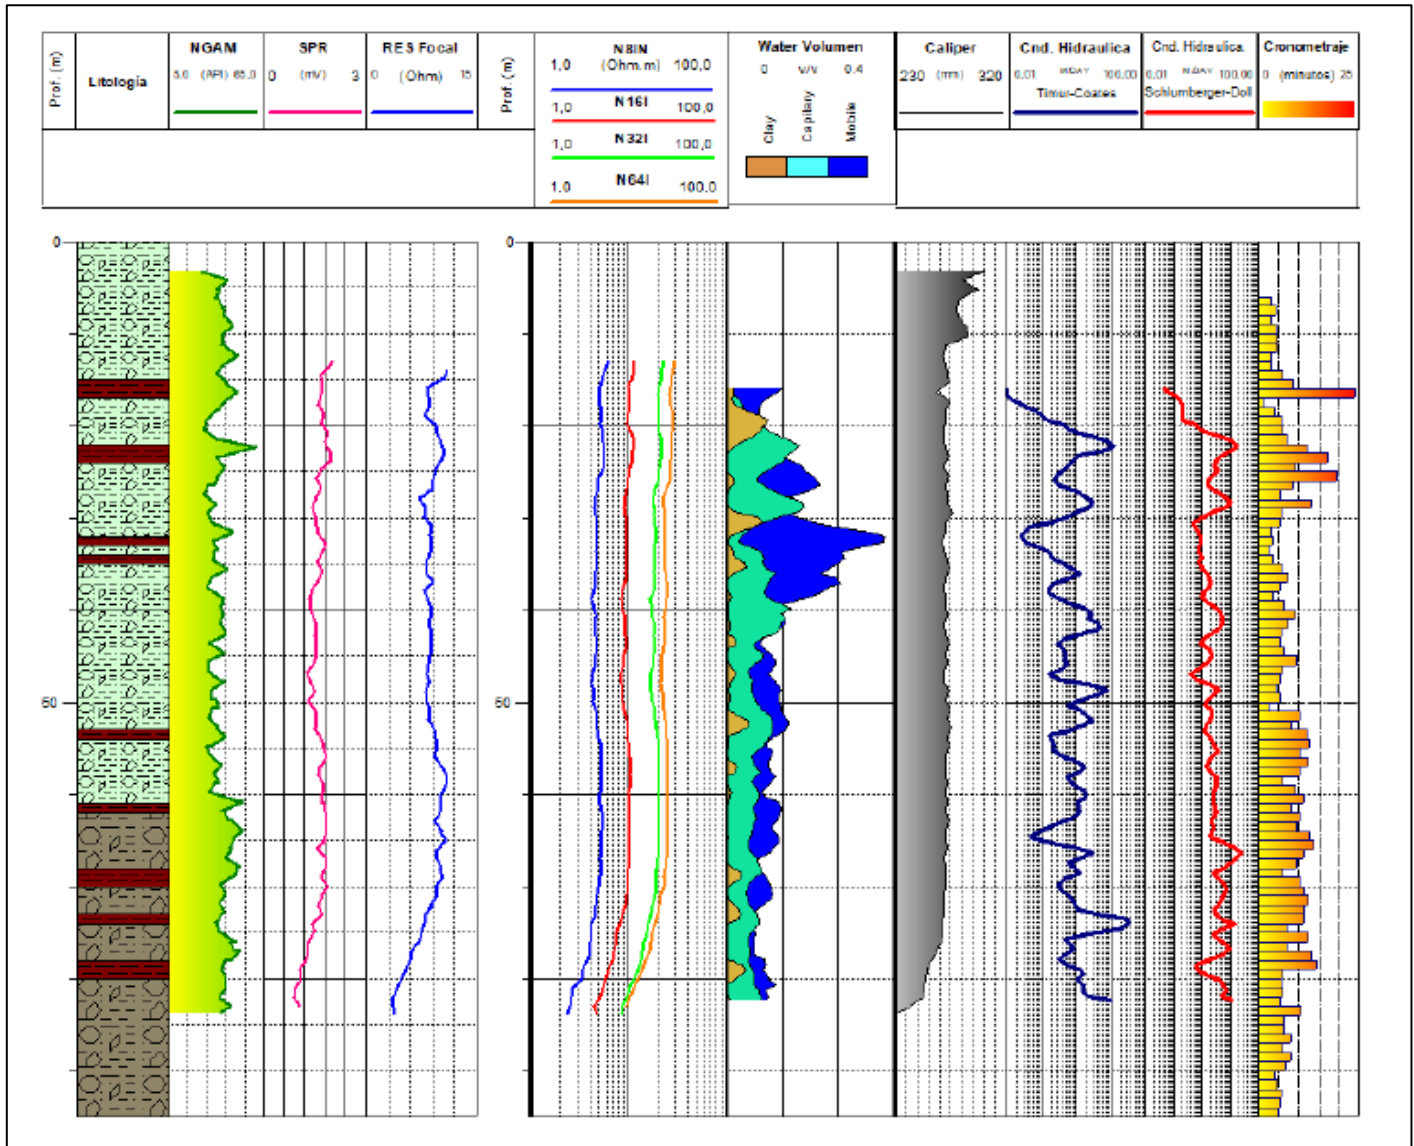 Prof. (m)
Litología
NGAM
5.0 (API) 65.0
SPR
0 (mV) 3
RES Focal
0 (Ohm) 15
Prof. (m)
N8IN
1,0 (Ohm.m) 100,0
N16I
1,0 100,0
N32I
1,0 100,0
N64I
1.0 100.0
Water Volumen
0 v/v 0.4
Clay
Capilary
Mobile
Caliper
230 (mm) 320
Cnd. Hidraulica
0.01 M/DAY 100.00
Timur-Coates
Cnd. Hidraulica.
0.01 M/DAY 100.00
Schlumberger-Doll
Cronometraje
0 (minutos) 25
0
0
50
50